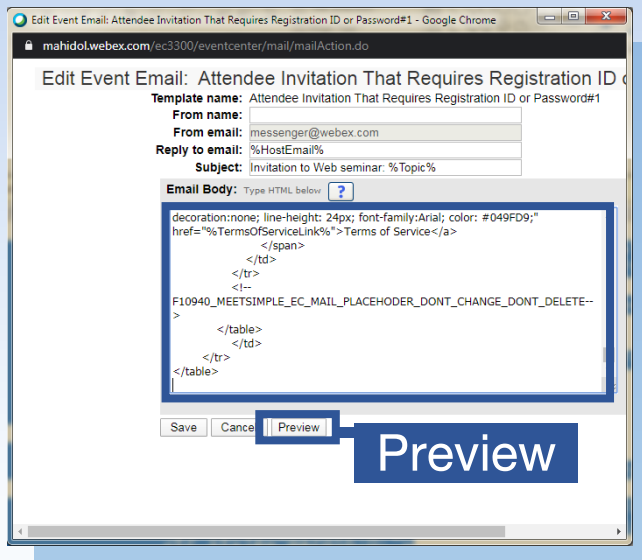 Edit Event Email: Attendee Invitation That Requires Registration ID or Password#1 - Google Chrome
mahidol.webex.com/ec3300/eventcenter/mail/mailAction.do
Edit Event Email: Attendee Invitation That Requires Registration ID
Template name: Attendee Invitation That Requires Registration ID or Password#1
From name:
From email: messenger@webex.com
Reply to email: %HostEmail%
Subject: Invitation to Web seminar: %Topic%
Email Body: Type HTML below ?
decoration:none; line-height: 24px; font-family:Arial; color: #049FD9;"
href="%TermsOfServiceLink%">Terms of Service</a>
</span>
</td>
</tr>
<!--
F10940_MEETSIMPLE_EC_MAIL_PLACEHODER_DONT_CHANGE_DONT_DELETE--
>
</table>
</td>
</tr>
</table>
Save Cance Preview
Preview